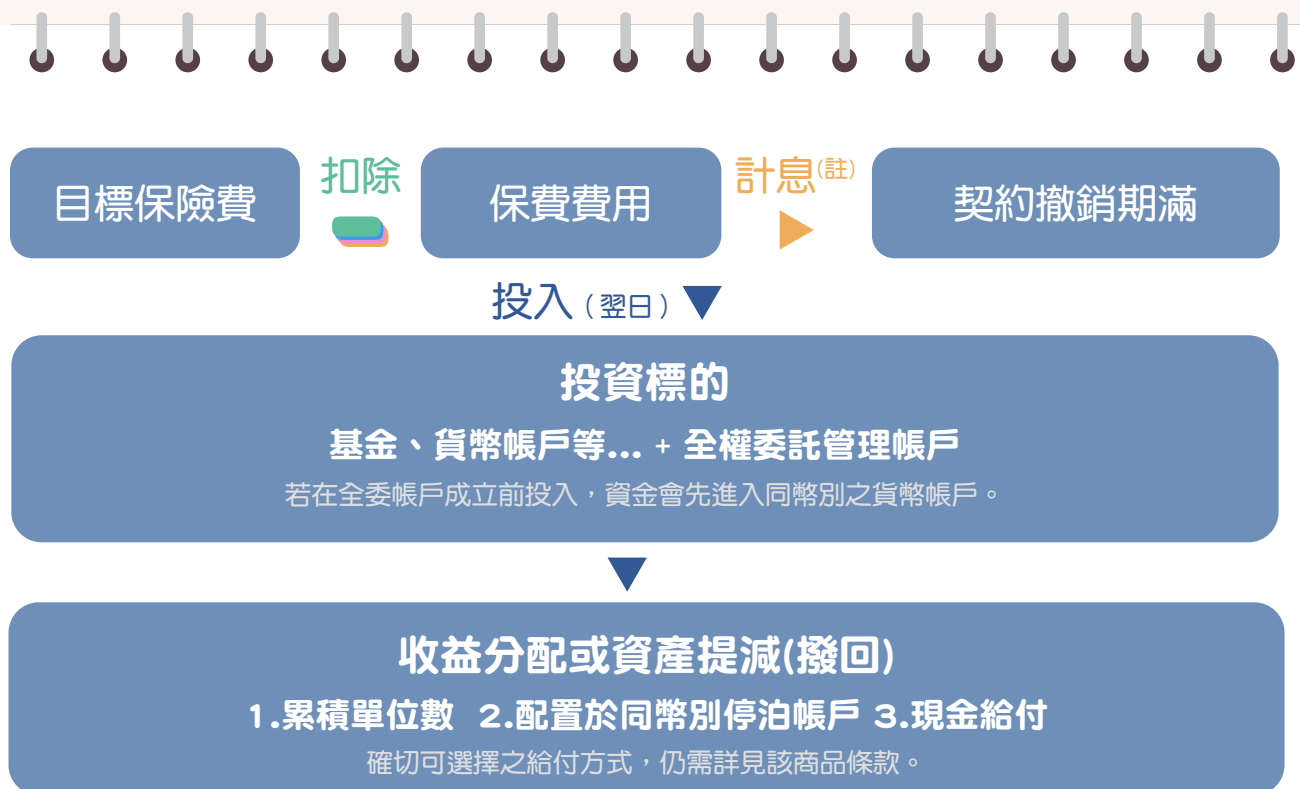 目標保險費
扣除
保費費用
計息(註)
契約撤銷期滿
投入(翌日)
投資標的
基金、貨幣帳戶等... + 全權委託管理帳戶
若在全委帳戶成立前投入，資金會先進入同幣別之貨幣帳戶。
收益分配或資產提減(撥回)
1.累積單位數 2.配置於同幣別停泊帳戶 3.現金給付
確切可選擇之給付方式，仍需詳見該商品條款。